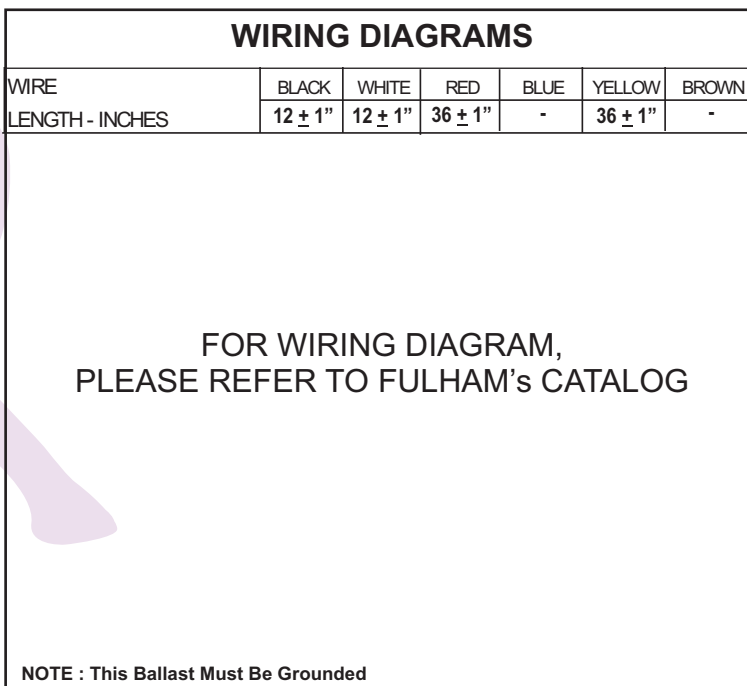 WIRING DIAGRAMS
WIRE BLACK WHITE RED BLUE YELLOW BROWN
LENGTH - INCHES 12 ± 1” 12 ± 1” 36 ± 1” - 36 ± 1” -
FOR WIRING DIAGRAM,
PLEASE REFER TO FULHAM’s CATALOG
NOTE : This Ballast Must Be Grounded